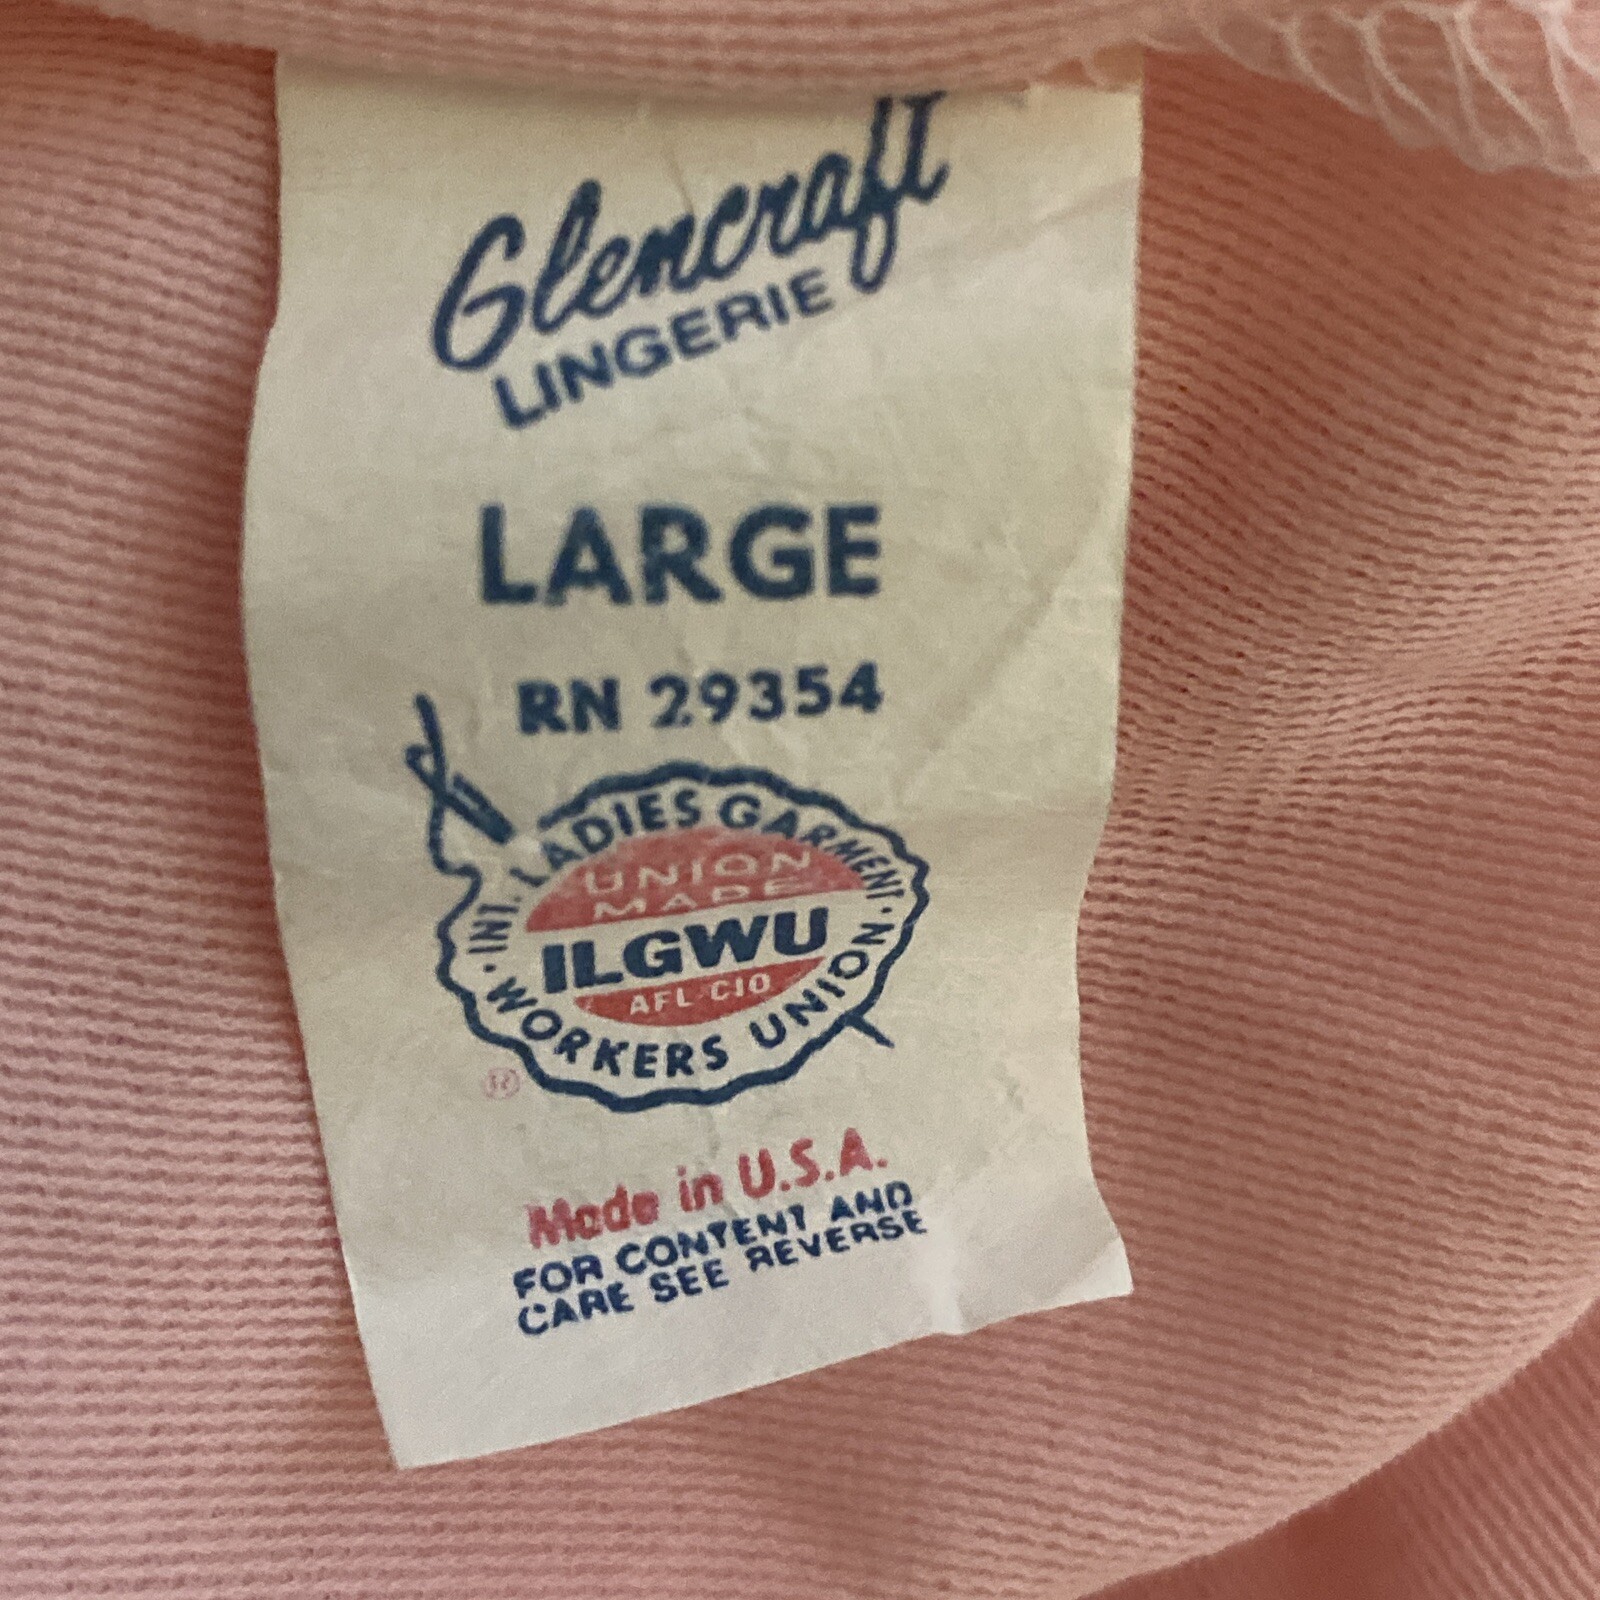 Glencraft
LINGERIE
LARGE
RN 29354
INT. LADIES GARMENT
UNION
MADE
ILGWU
AFL-CIO
WORKERS UNION
®
Made in U.S.A.
FOR CONTENT AND
CARE SEE REVERSE